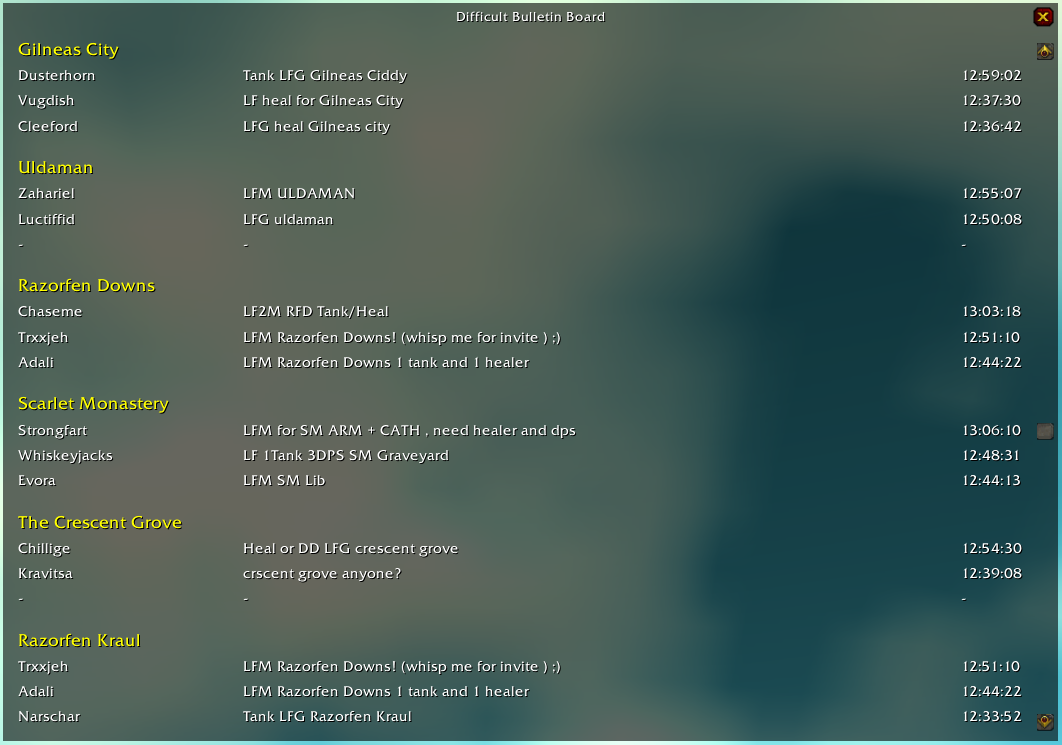 Difficult Bulletin Board
Gilneas City
Dusterhorn Tank LFG Gilneas Ciddy 12:59:02
Vugdish LF heal for Gilneas City 12:37:30
Cleeford LFG heal Gilneas city 12:36:42
Uldaman
Zahariel LFM ULDAMAN 12:55:07
Luctiffid LFG uldaman 12:50:08
- - -
Razorfen Downs
Chaseme LF2M RFD Tank/Heal 13:03:18
Trxxjeh LFM Razorfen Downs! (whisp me for invite ) ;) 12:51:10
Adali LFM Razorfen Downs 1 tank and 1 healer 12:44:22
Scarlet Monastery
Strongfart LFM for SM ARM + CATH , need healer and dps 13:06:10
Whiskeyjacks LF 1Tank 3DPS SM Graveyard 12:48:31
Evora LFM SM Lib 12:44:13
The Crescent Grove
Chillige Heal or DD LFG crescent grove 12:54:30
Kravitsa crscent grove anyone? 12:39:08
- - -
Razorfen Kraul
Trxxjeh LFM Razorfen Downs! (whisp me for invite ) ;) 12:51:10
Adali LFM Razorfen Downs 1 tank and 1 healer 12:44:22
Narschar Tank LFG Razorfen Kraul 12:33:52